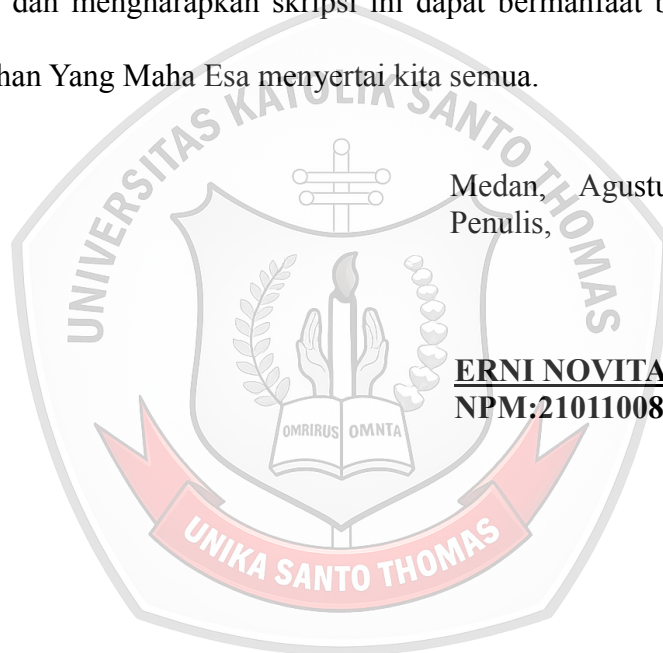 dan mengharapkan skripsi ini dapat bermanfaat b
han Yang Maha Esa menyertai kita semua.
UNIVERSITAS KATOLIK SANTO THOMAS
Medan, Agustu
Penulis,
ERNI NOVITA
NPM:21011008
OMRIRUS OMNTA
UNIKA SANTO THOMAS